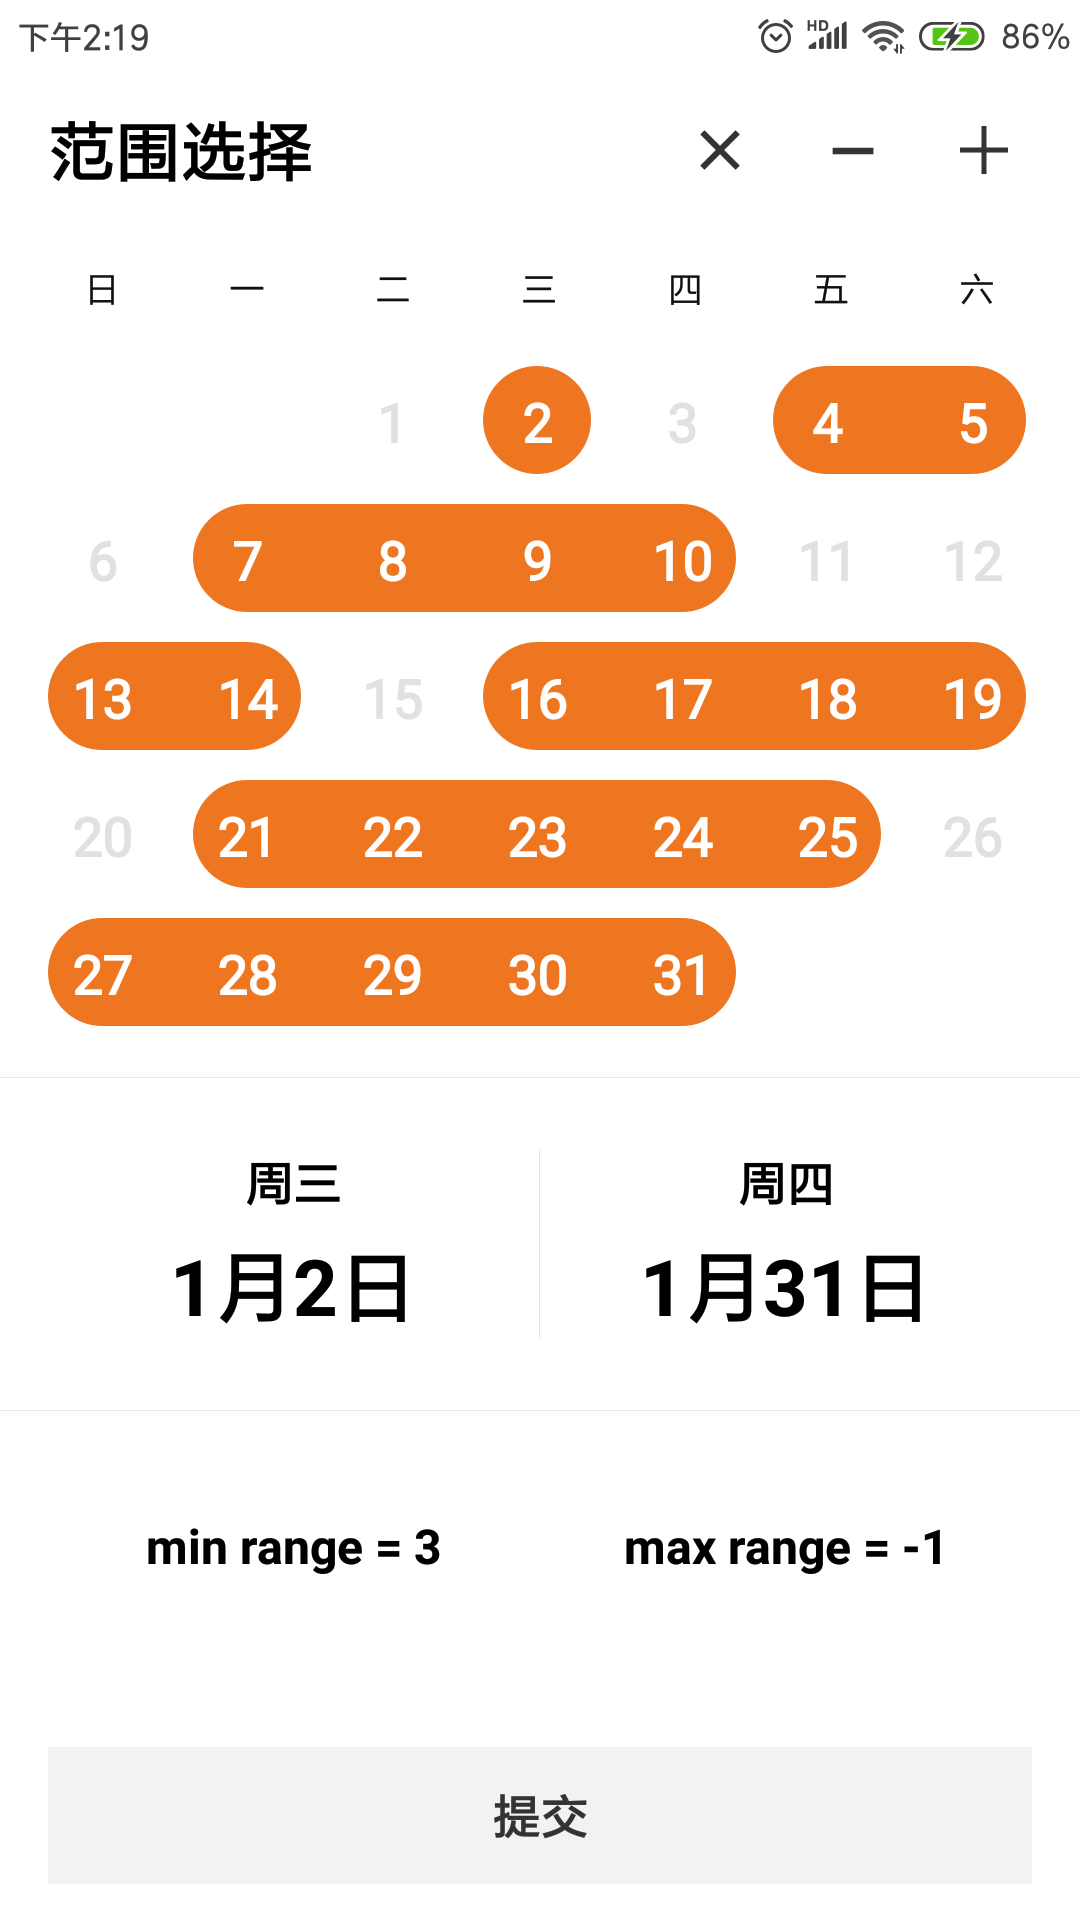 下午2:19 HD 86%
范围选择
日 一 二 三 四 五 六
1 2 3 4 5
6 7 8 9 10 11 12
13 14 15 16 17 18 19
20 21 22 23 24 25 26
27 28 29 30 31
周三 周四
1月2日 1月31日
min range = 3 max range = -1
提交